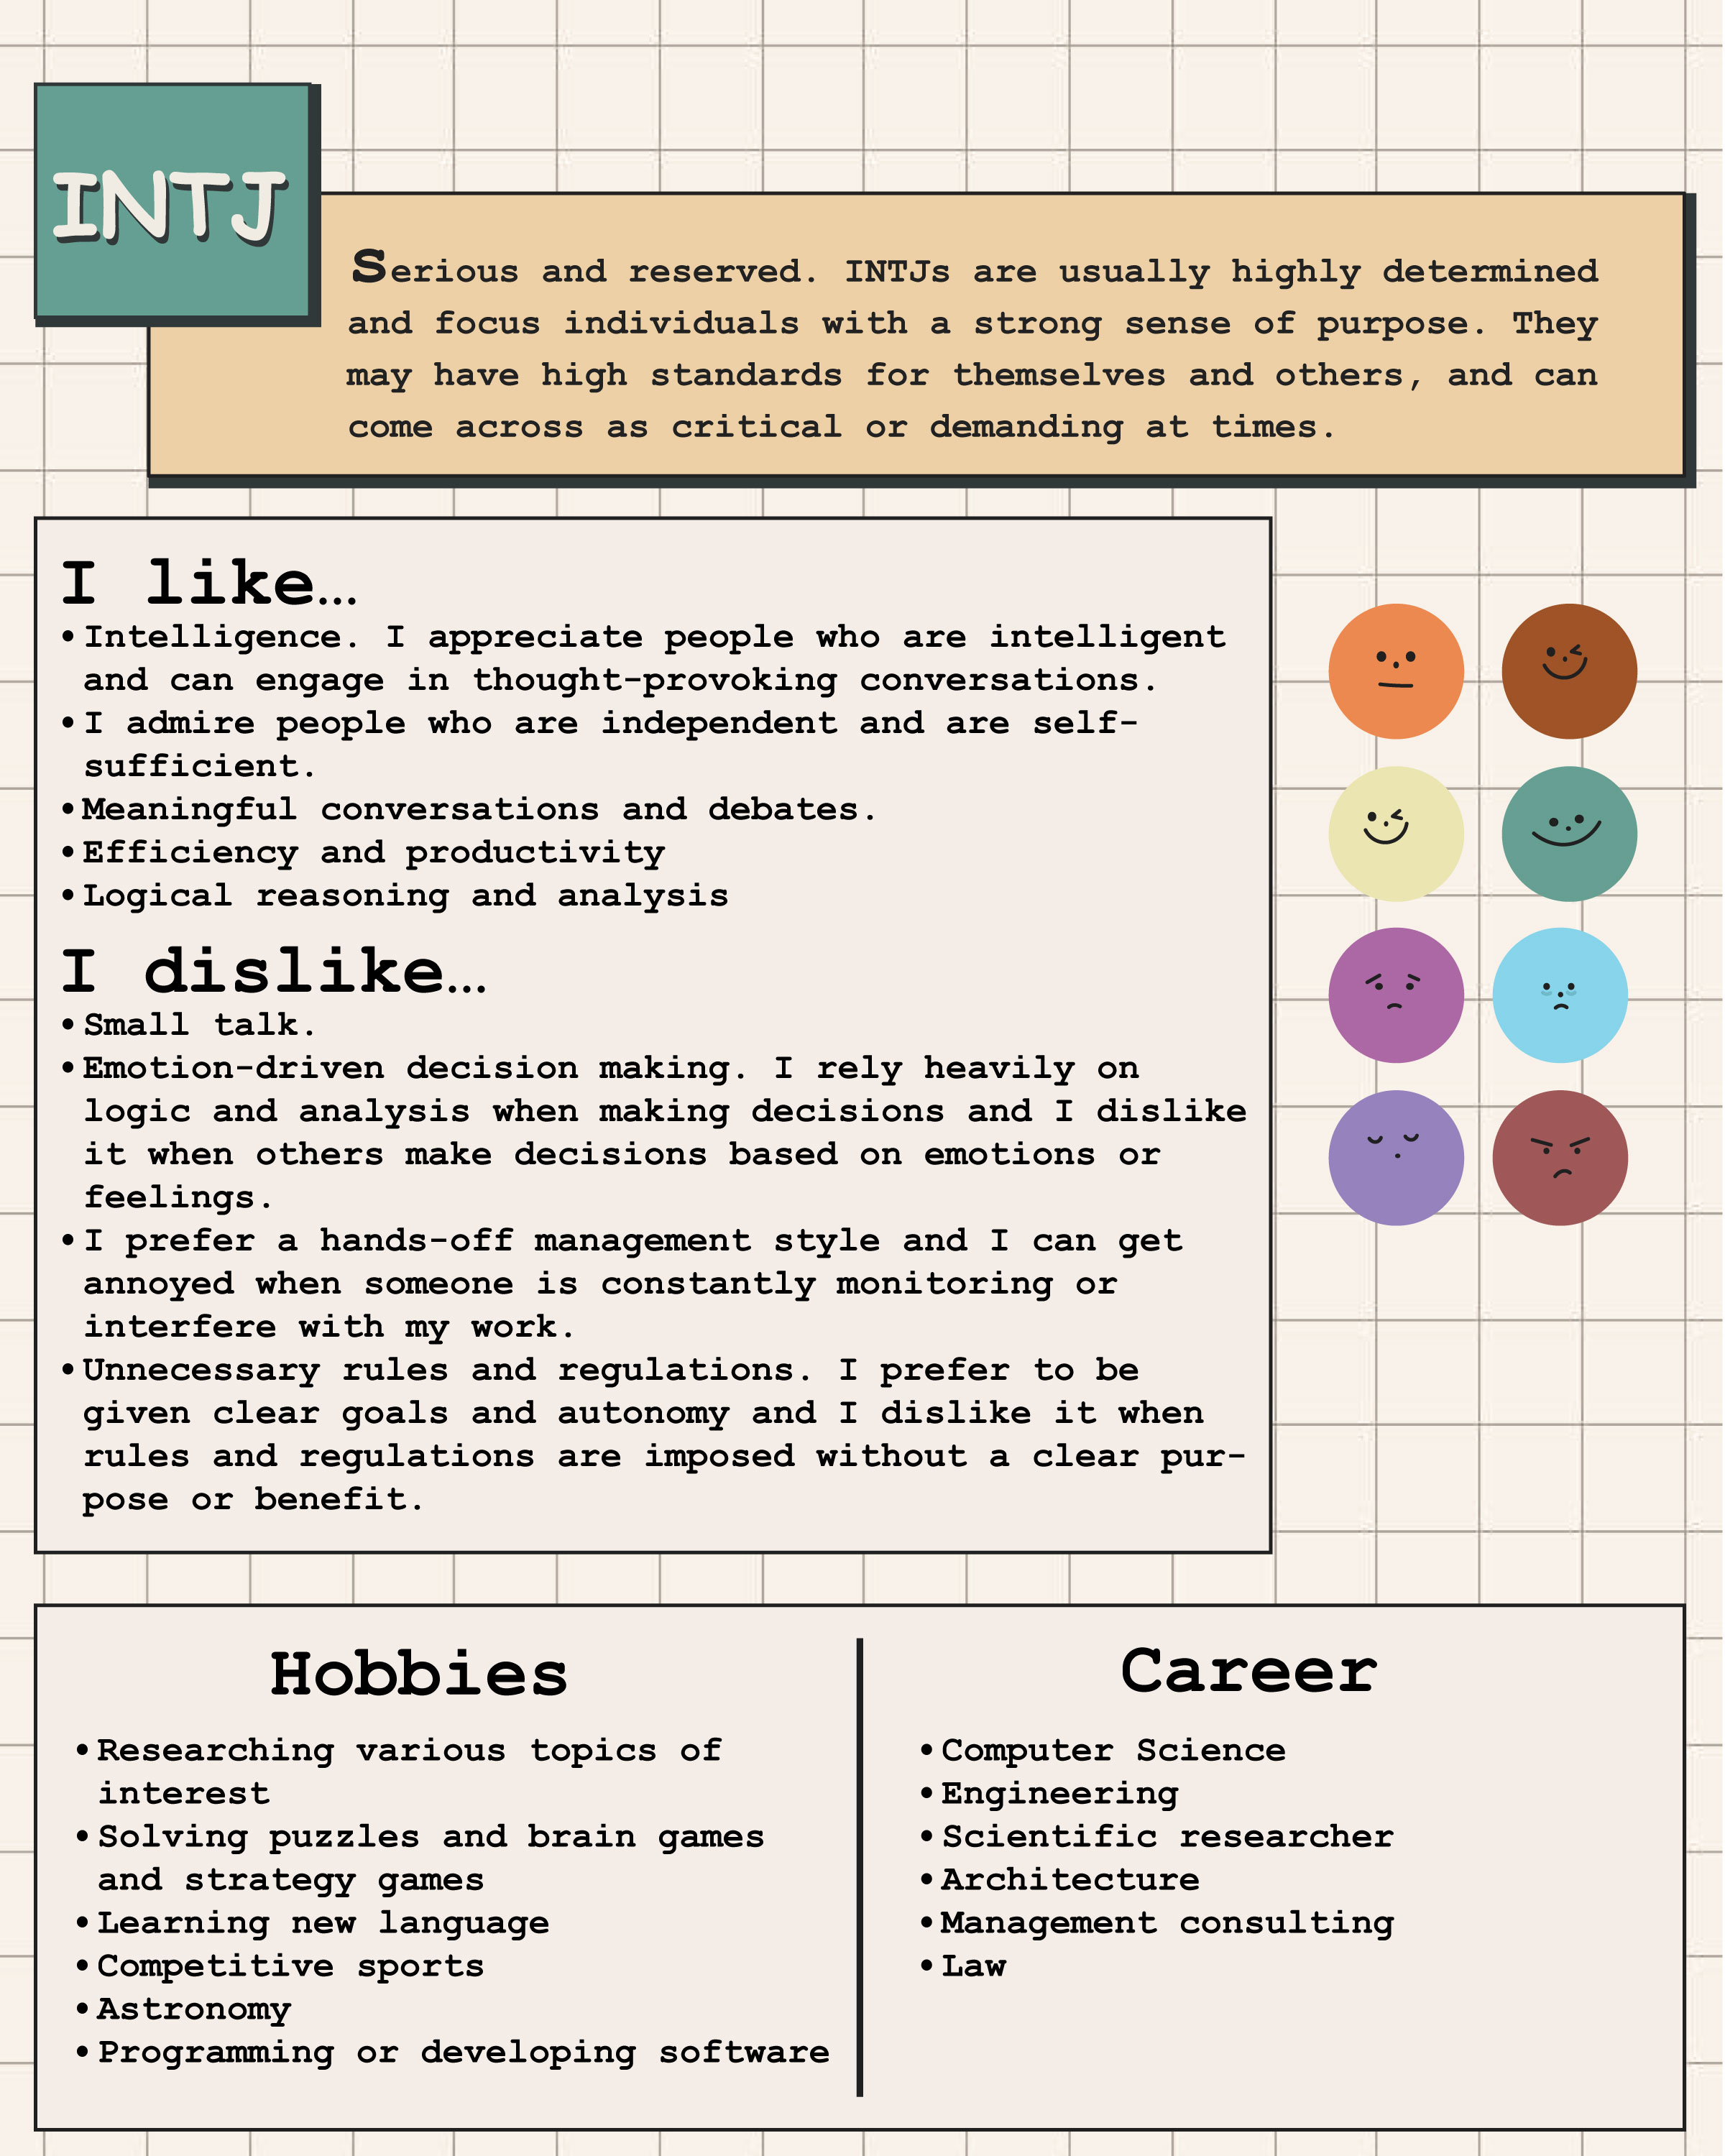 INTJ
Serious and reserved. INTJs are usually highly determined
and focus individuals with a strong sense of purpose. They
may have high standards for themselves and others, and can
come across as critical or demanding at times.
I like…
•Intelligence. I appreciate people who are intelligent
and can engage in thought-provoking conversations.
•I admire people who are independent and are self-
sufficient.
•Meaningful conversations and debates.
•Efficiency and productivity
•Logical reasoning and analysis
I dislike…
•Small talk.
•Emotion-driven decision making. I rely heavily on
logic and analysis when making decisions and I dislike
it when others make decisions based on emotions or
feelings.
•I prefer a hands-off management style and I can get
annoyed when someone is constantly monitoring or
interfere with my work.
•Unnecessary rules and regulations. I prefer to be
given clear goals and autonomy and I dislike it when
rules and regulations are imposed without a clear pur-
pose or benefit.
Hobbies
•Researching various topics of
interest
•Solving puzzles and brain games
and strategy games
•Learning new language
•Competitive sports
•Astronomy
•Programming or developing software
Career
•Computer Science
•Engineering
•Scientific researcher
•Architecture
•Management consulting
•Law